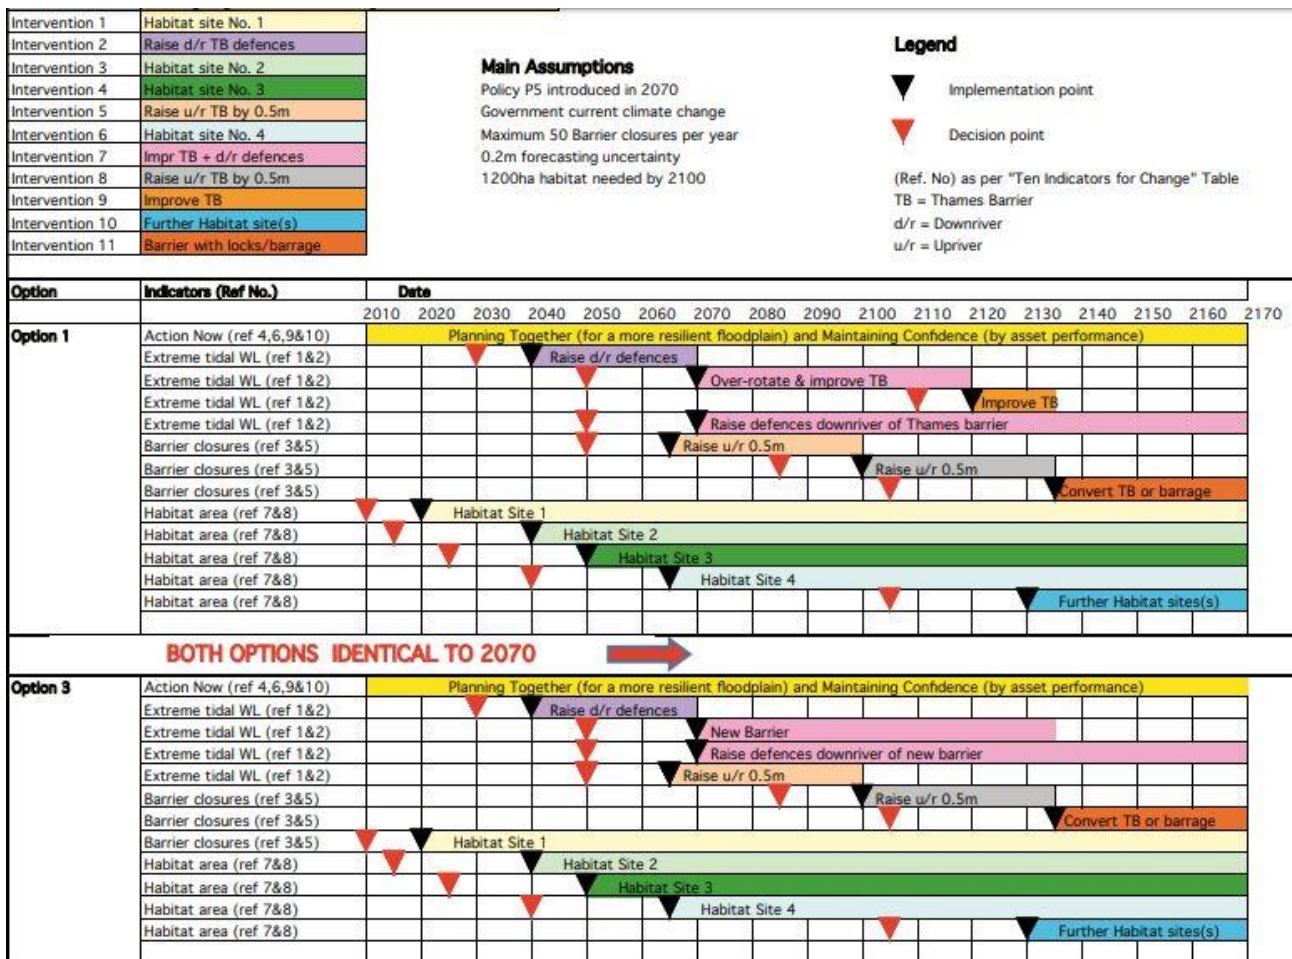 Intervention 1 Habitat site No. 1
Intervention 2 Raise d/r TB defences
Intervention 3 Habitat site No. 2
Intervention 4 Habitat site No. 3
Intervention 5 Raise u/r TB by 0.5m
Intervention 6 Habitat site No. 4
Intervention 7 Impr TB + d/r defences
Intervention 8 Raise u/r TB by 0.5m
Intervention 9 Improve TB
Intervention 10 Further Habitat site(s)
Intervention 11 Barrier with locks/barrage
Main Assumptions
Policy P5 introduced in 2070
Government current climate change
Maximum 50 Barrier closures per year
0.2m forecasting uncertainty
1200ha habitat needed by 2100
Legend
Implementation point
Decision point
(Ref. No) as per "Ten Indicators for Change" Table
TB = Thames Barrier
d/r = Downriver
u/r = Upriver
Option Indicators (Ref No.) Date
2010 2020 2030 2040 2050 2060 2070 2080 2090 2100 2110 2120 2130 2150 2160 2170
Option 1 Action Now (ref 4,6,9&10) Planning Together (for a more resilient floodplain) and Maintaining Confidence (by asset performance)
Extreme tidal WL (ref 1&2) Raise d/r defences
Extreme tidal WL (ref 1&2) Over-rotate & improve TB
Extreme tidal WL (ref 1&2) Improve TB
Extreme tidal WL (ref 1&2) Raise defences downriver of Thames barrier
Barrier closures (ref 3&5) Raise u/r 0.5m
Barrier closures (ref 3&5) Raise u/r 0.5m
Barrier closures (ref 3&5) Convert TB or barrage
Habitat area (ref 7&8) Habitat Site 1
Habitat area (ref 7&8) Habitat Site 2
Habitat area (ref 7&8) Habitat Site 3
Habitat area (ref 7&8) Habitat Site 4
Habitat area (ref 7&8) Further Habitat sites(s)
BOTH OPTIONS IDENTICAL TO 2070
Option 3 Action Now (ref 4,6,9&10) Planning Together (for a more resilient floodplain) and Maintaining Confidence (by asset performance)
Extreme tidal WL (ref 1&2) Raise d/r defences
Extreme tidal WL (ref 1&2) New Barrier
Extreme tidal WL (ref 1&2) Raise defences downriver of new barrier
Extreme tidal WL (ref 1&2) Raise u/r 0.5m
Barrier closures (ref 3&5) Raise u/r 0.5m
Barrier closures (ref 3&5) Convert TB or barrage
Barrier closures (ref 3&5) Habitat Site 1
Habitat area (ref 7&8) Habitat Site 2
Habitat area (ref 7&8) Habitat Site 3
Habitat area (ref 7&8) Habitat Site 4
Habitat area (ref 7&8) Further Habitat sites(s)